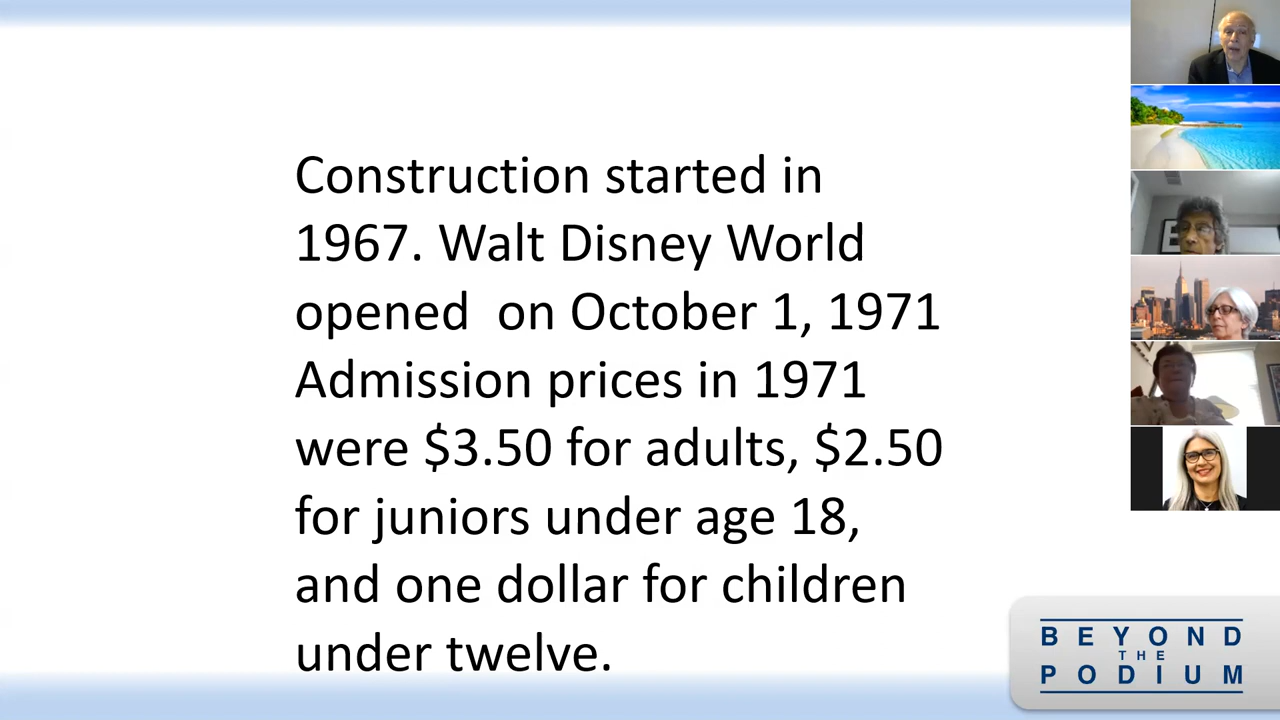 Construction started in
1967. Walt Disney World
opened  on October 1, 1971
Admission prices in 1971
were $3.50 for adults, $2.50
for juniors under age 18,
and one dollar for children
under twelve.
BEYOND
THE
PODIUM